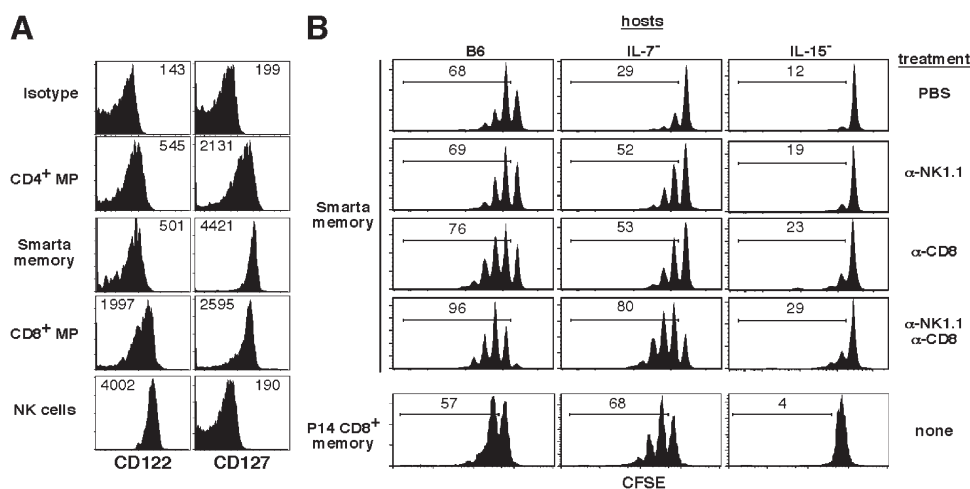 A
Isotype
143
199
CD4+ MP
545
2131
Smarta
memory
501
4421
CD8+ MP
1997
2595
NK cells
4002
190
CD122
CD127
B
hosts
B6
IL-7-
IL-15-
treatment
68
29
12
PBS
69
52
19
α-NK1.1
Smarta
memory
76
53
23
α-CD8
96
80
29
α-NK1.1
α-CD8
P14 CD8+
memory
57
68
4
none
CFSE